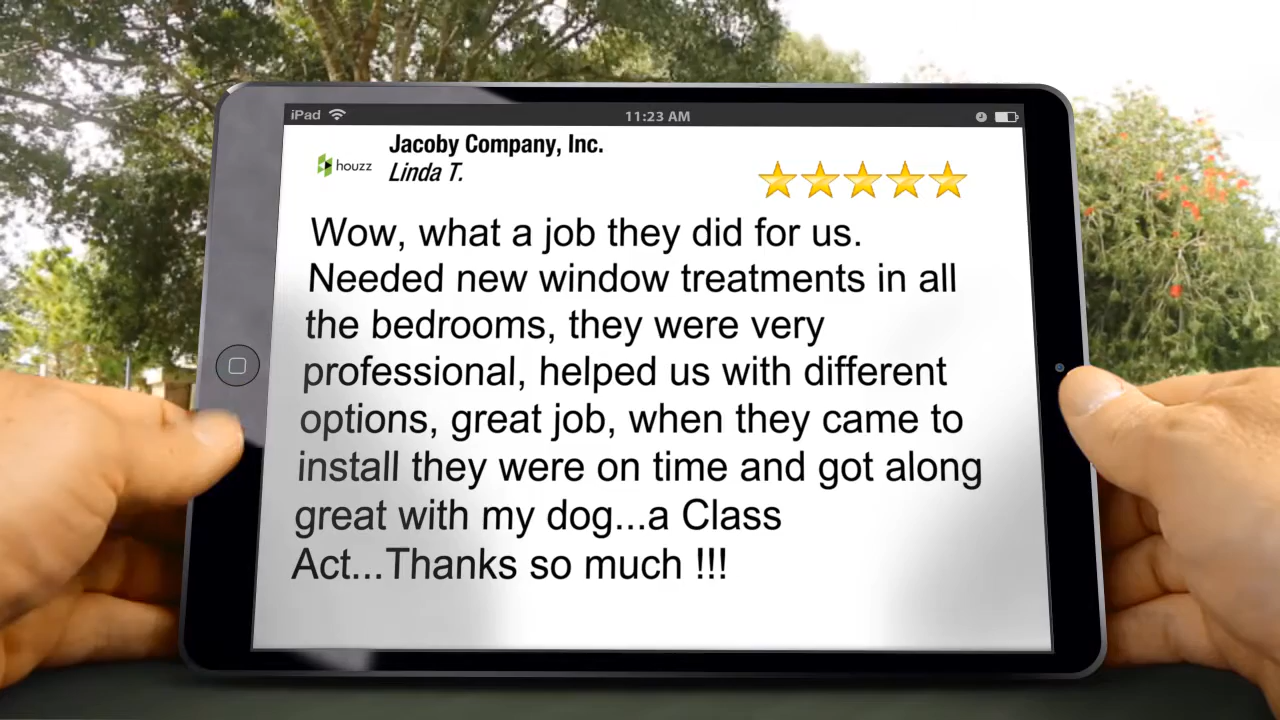 iPad 11:23 AM
Jacoby Company, Inc.
houzz
Linda T.
Wow, what a job they did for us.
Needed new window treatments in all
the bedrooms, they were very
professional, helped us with different
options, great job, when they came to
install they were on time and got along
great with my dog...a Class
Act...Thanks so much !!!